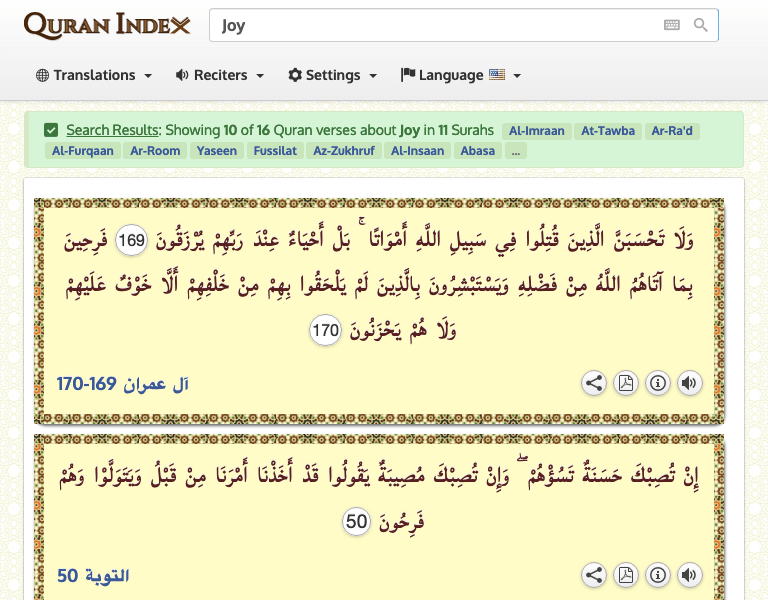 QURAN INDEX
Joy
Translations Reciters Settings Language
Search Results: Showing 10 of 16 Quran verses about Joy in 11 Surahs Al-Imraan At-Tawba Ar-Ra'd
Al-Furqaan Ar-Room Yaseen Fussilat Az-Zukhruf Al-Insaan Abasa ...
وَلَا تَحْسَبَنَّ الَّذِينَ قُتِلُوا فِي سَبِيلِ اللَّهِ أَمْوَاتًا ۚ بَلْ أَحْيَاءٌ عِنْدَ رَبِّهِمْ يُرْزَقُونَ 169 فَرِحِينَ
بِمَا آتَاهُمُ اللَّهُ مِنْ فَضْلِهِ وَيَسْتَبْشِرُونَ بِالَّذِينَ لَمْ يَلْحَقُوا بِهِمْ مِنْ خَلْفِهِمْ أَلَّا خَوْفٌ عَلَيْهِمْ
وَلَا هُمْ يَحْزَنُونَ 170
آل عمران 169-170
إِنْ تُصِبْكَ حَسَنَةٌ تَسُؤْهُمْ ۖ وَإِنْ تُصِبْكَ مُصِيبَةٌ يَقُولُوا قَدْ أَخَذْنَا أَمْرَنَا مِنْ قَبْلُ وَيَتَوَلَّوْا وَهُمْ
فَرِحُونَ 50
التوبة 50